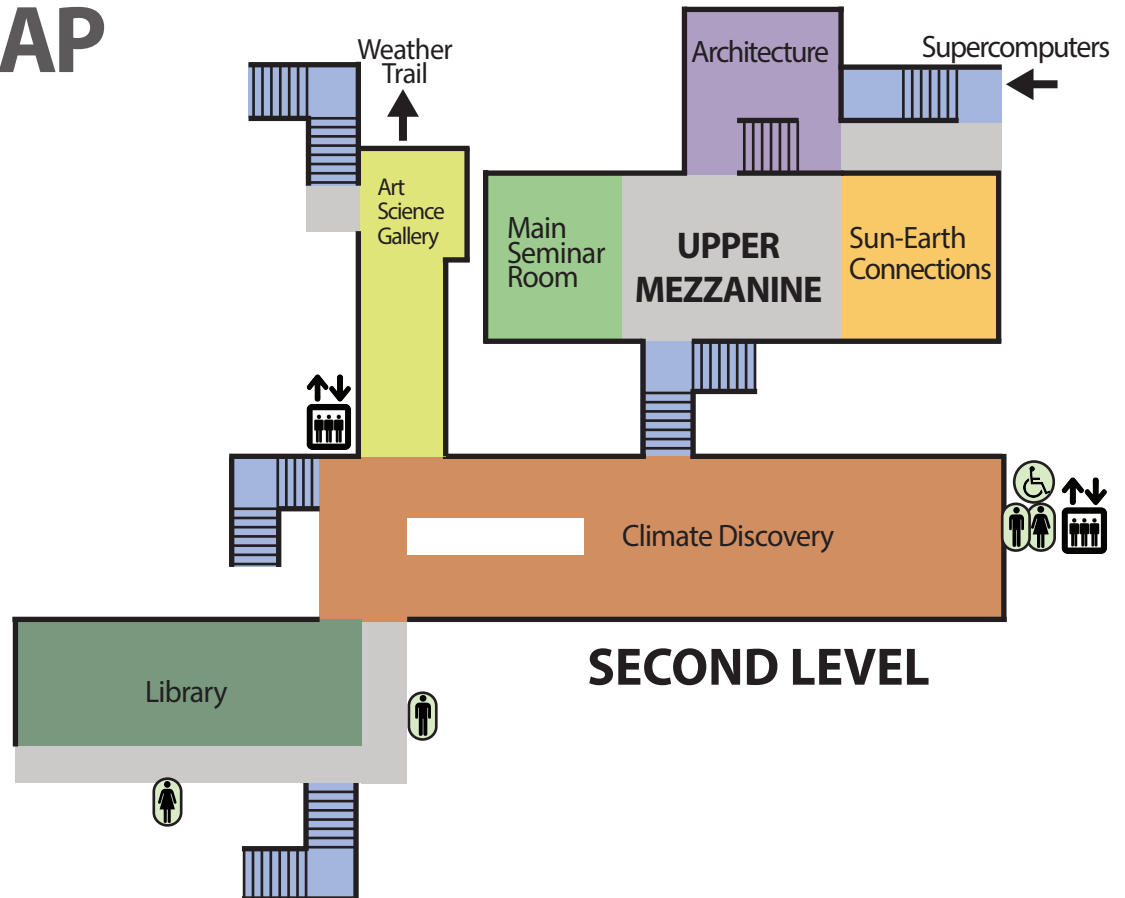 AP
Weather
Trail
Architecture
Supercomputers
Art
Science
Gallery
Main
Seminar
Room
UPPER
MEZZANINE
Sun-Earth
Connections
Climate Discovery
SECOND LEVEL
Library